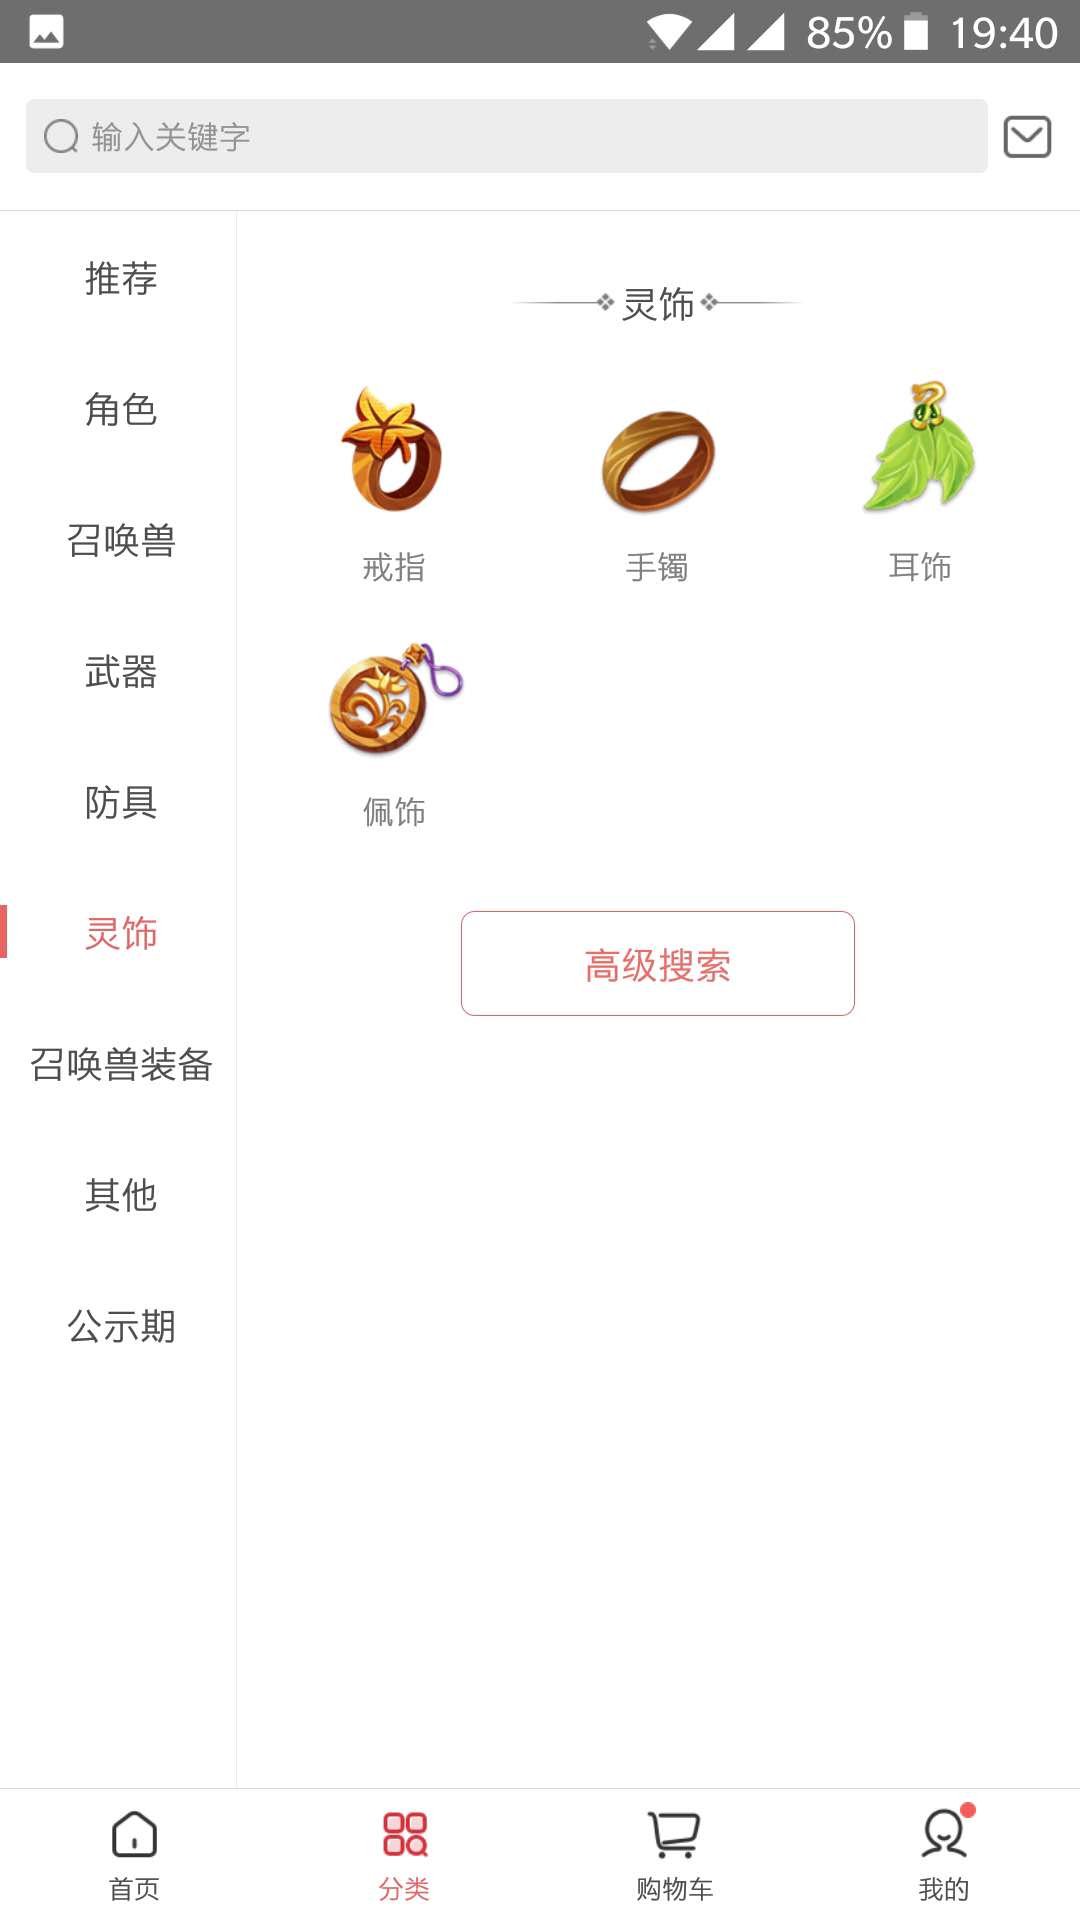 85% 19:40
输入关键字
推荐
角色
召唤兽
武器
防具
灵饰
召唤兽装备
其他
公示期
灵饰
戒指 手镯 耳饰
佩饰
高级搜索
首页 分类 购物车 我的